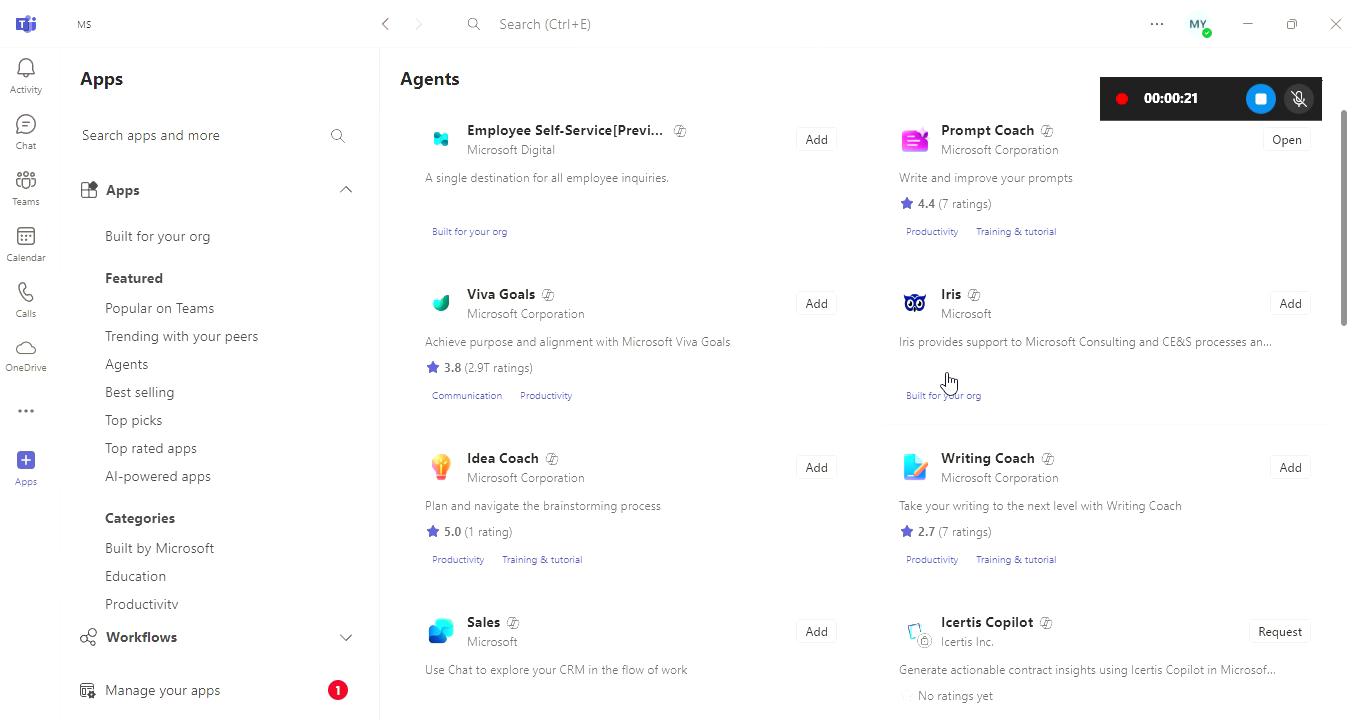 MS
Search (Ctrl+E)
MY
Activity
Chat
Teams
Calendar
Calls
OneDrive
Apps
Apps
Search apps and more
Apps
Built for your org
Featured
Popular on Teams
Trending with your peers
Agents
Best selling
Top picks
Top rated apps
AI-powered apps
Categories
Built by Microsoft
Education
Productivity
Workflows
Manage your apps
1
Agents
00:00:21
Employee Self-Service[Previ...
Microsoft Digital
Add
A single destination for all employee inquiries.
Built for your org
Prompt Coach
Microsoft Corporation
Open
Write and improve your prompts
4.4 (7 ratings)
Productivity Training & tutorial
Viva Goals
Microsoft Corporation
Add
Achieve purpose and alignment with Microsoft Viva Goals
3.8 (2.9T ratings)
Communication Productivity
Iris
Microsoft
Add
Iris provides support to Microsoft Consulting and CE&S processes an...
Built for your org
Idea Coach
Microsoft Corporation
Add
Plan and navigate the brainstorming process
5.0 (1 rating)
Productivity Training & tutorial
Writing Coach
Microsoft Corporation
Add
Take your writing to the next level with Writing Coach
2.7 (7 ratings)
Productivity Training & tutorial
Sales
Microsoft
Add
Use Chat to explore your CRM in the flow of work
Icertis Copilot
Icertis Inc.
Request
Generate actionable contract insights using Icertis Copilot in Microsof...
No ratings yet